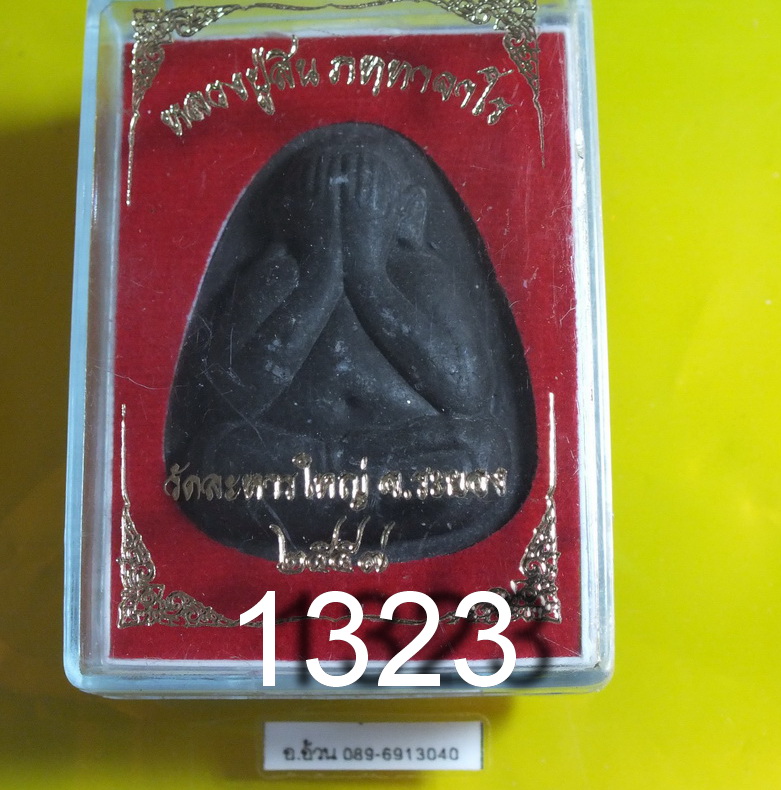 หลวงปู่สิน ภทฺทาจาโร
วัดละหารใหญ่ จ.ระยอง
๒๕๕๗
1323
อ.อ้วน 089-6913040